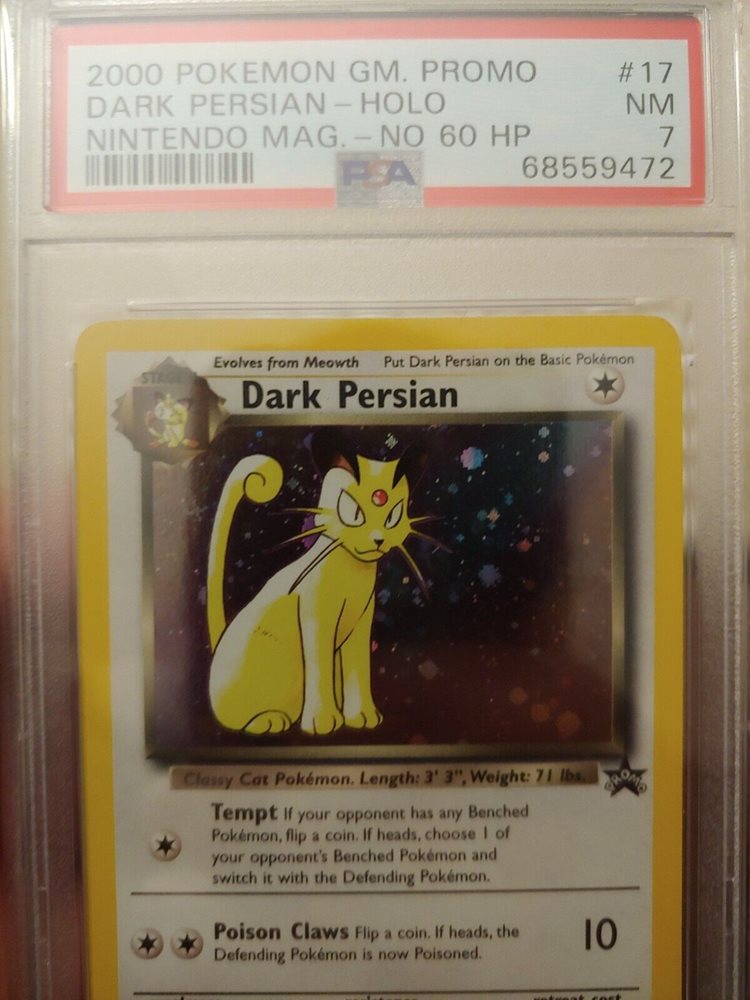 2000 POKEMON GM. PROMO #17
DARK PERSIAN - HOLO NM
NINTENDO MAG. - NO 60 HP 7
PSA 68559472
Evolves from Meowth Put Dark Persian on the Basic Pokémon
STAGE
Dark Persian
Classy Cat Pokémon. Length: 3' 3", Weight: 71 lbs.
PROMO
Tempt If your opponent has any Benched
Pokémon, flip a coin. If heads, choose 1 of
your opponent's Benched Pokémon and
switch it with the Defending Pokémon.
Poison Claws Flip a coin. If heads, the 10
Defending Pokémon is now Poisoned.
resistance retreat cost